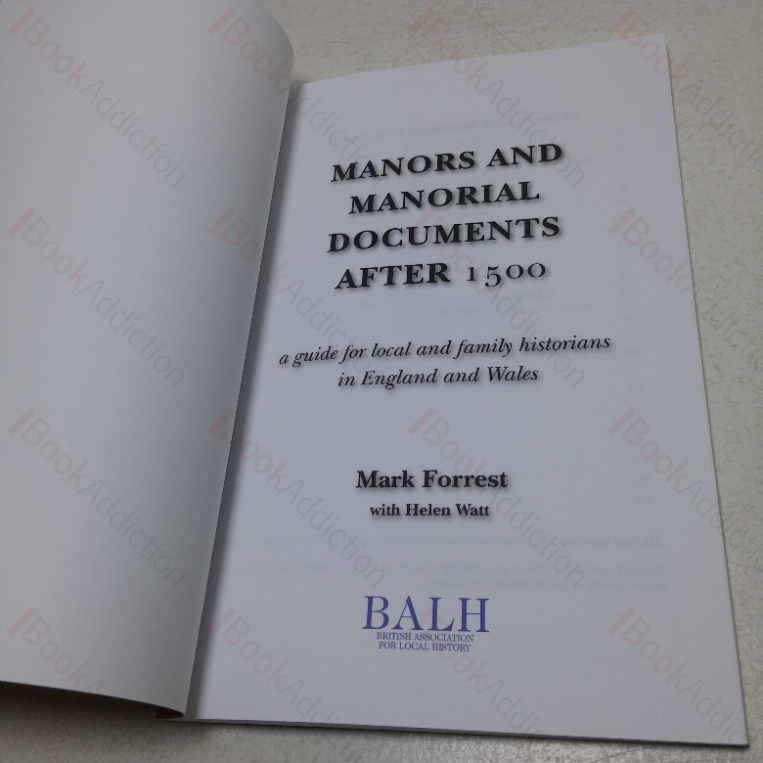 MANORS AND
MANORIAL
DOCUMENTS
AFTER 1500
a guide for local and family historians
in England and Wales
Mark Forrest
with Helen Watt
BALH
BRITISH ASSOCIATION
FOR LOCAL HISTORY
BookAddiction